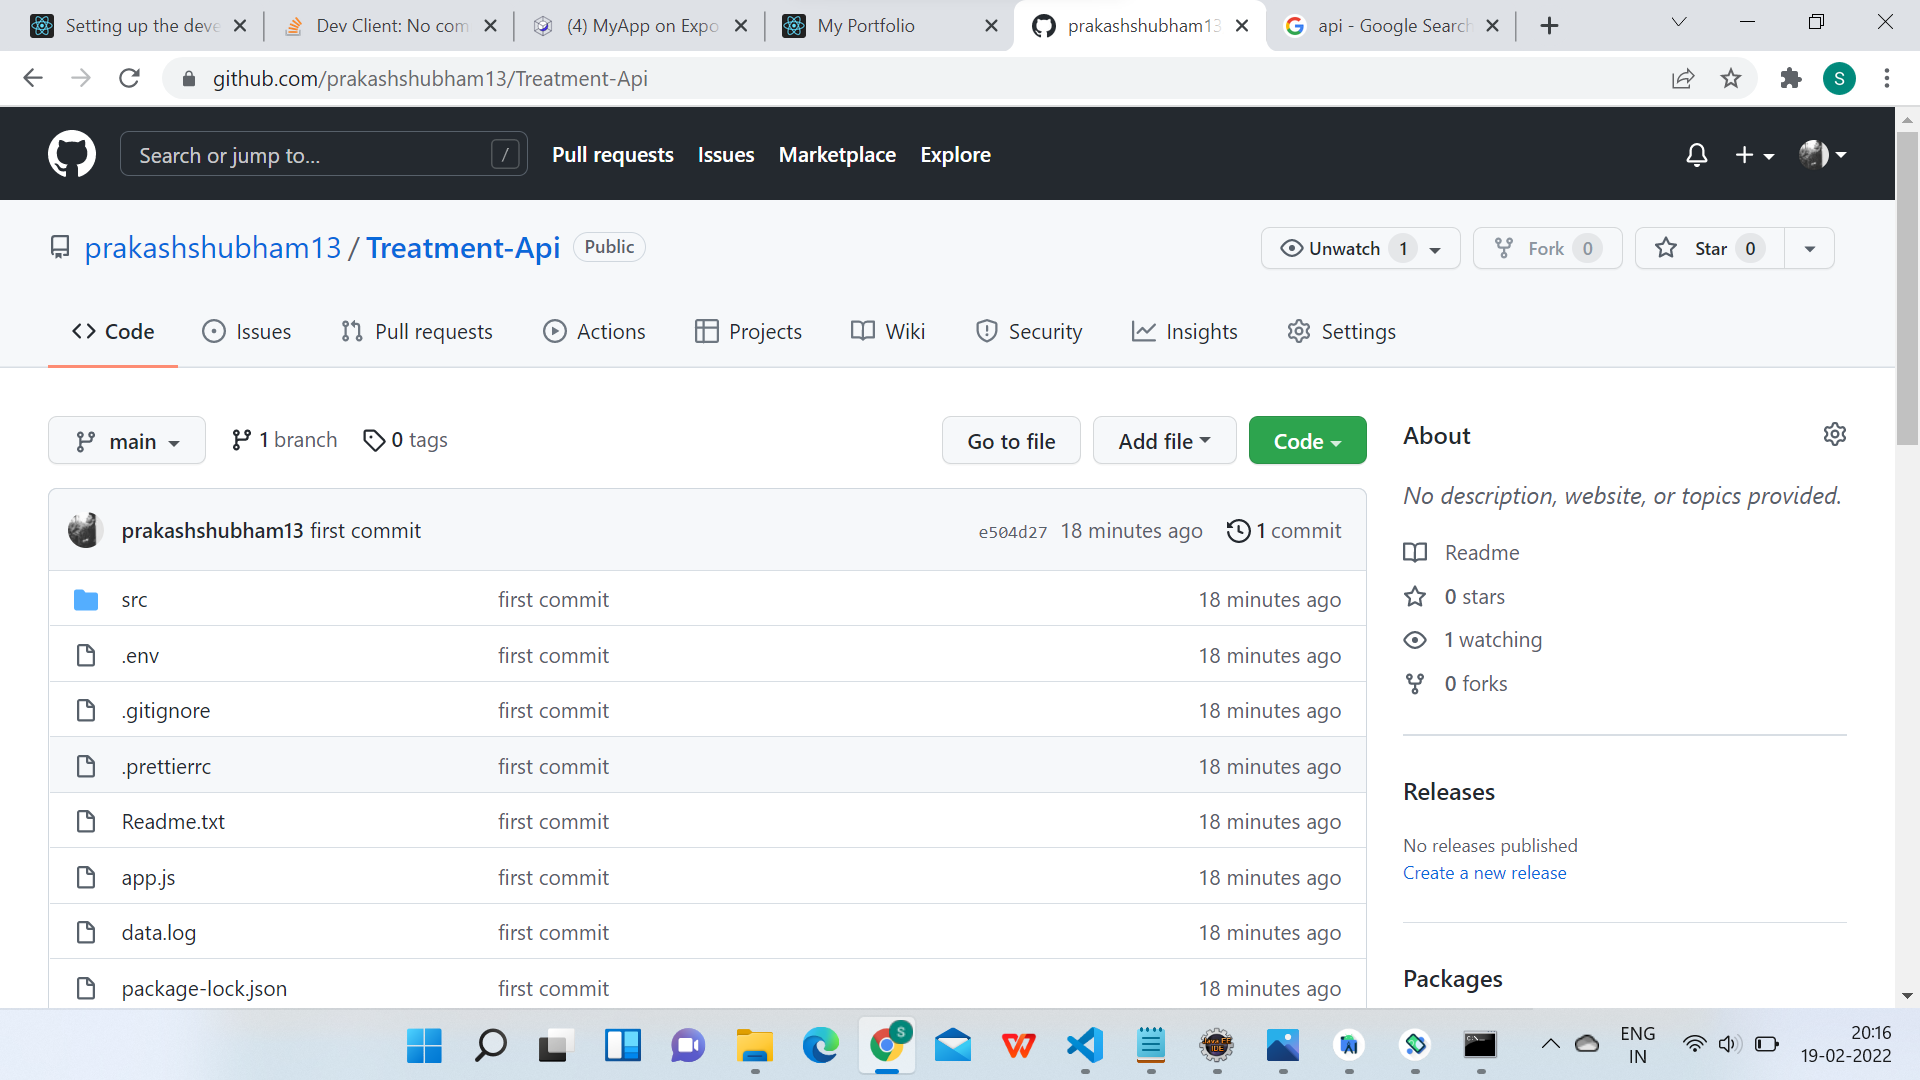 Setting up the deve
Dev Client: No com
(4) MyApp on Expo
My Portfolio
prakashshubham13
api - Google Search
github.com/prakashshubham13/Treatment-Api
S
Search or jump to... /
Pull requests Issues Marketplace Explore
prakashshubham13 / Treatment-Api Public
Unwatch 1
Fork 0
Star 0
Code Issues Pull requests Actions Projects Wiki Security Insights Settings
main 1 branch 0 tags
Go to file Add file Code
prakashshubham13 first commit e504d27 18 minutes ago 1 commit
src first commit 18 minutes ago
.env first commit 18 minutes ago
.gitignore first commit 18 minutes ago
.prettierrc first commit 18 minutes ago
Readme.txt first commit 18 minutes ago
app.js first commit 18 minutes ago
data.log first commit 18 minutes ago
package-lock.json first commit 18 minutes ago
About
No description, website, or topics provided.
Readme
0 stars
1 watching
0 forks
Releases
No releases published
Create a new release
Packages
S
ENG
IN
20:16
19-02-2022